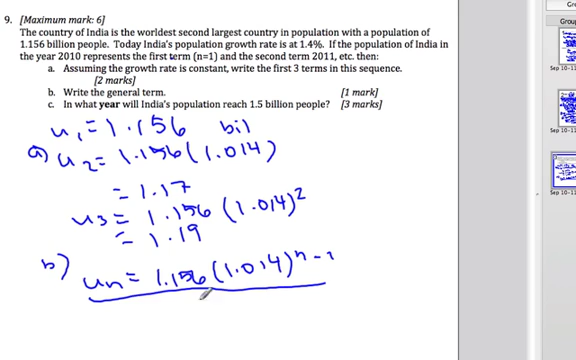 9. [Maximum mark: 6]
The country of India is the worldest second largest country in population with a population of
1.156 billion people. Today India's population growth rate is at 1.4%. If the population of India in
the year 2010 represents the first term (n=1) and the second term 2011, etc. then:
a. Assuming the growth rate is constant, write the first 3 terms in this sequence.
[2 marks]
b. Write the general term. [1 mark]
c. In what year will India's population reach 1.5 billion people? [3 marks]
u₁ = 1.156 bil
a) u₂ = 1.156 (1.014)
= 1.17
u₃ = 1.156 (1.014)²
= 1.19
b) uₙ = 1.156 (1.014)ⁿ⁻¹
Group
Sep 10-11
Sep 10-11